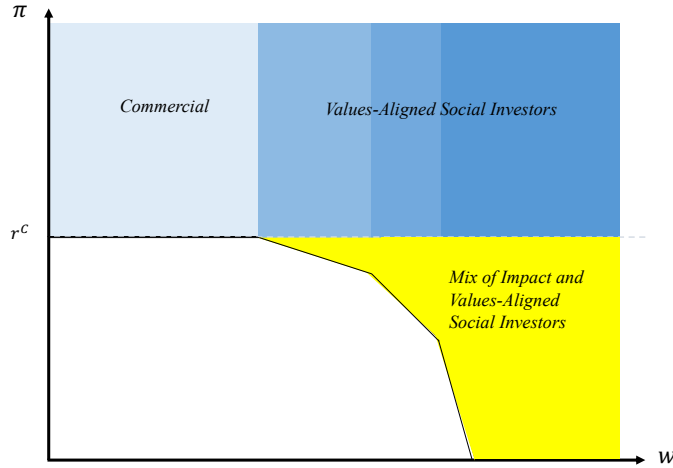 π
Commercial
Values-Aligned Social Investors
r^C
Mix of Impact and
Values-Aligned
Social Investors
w